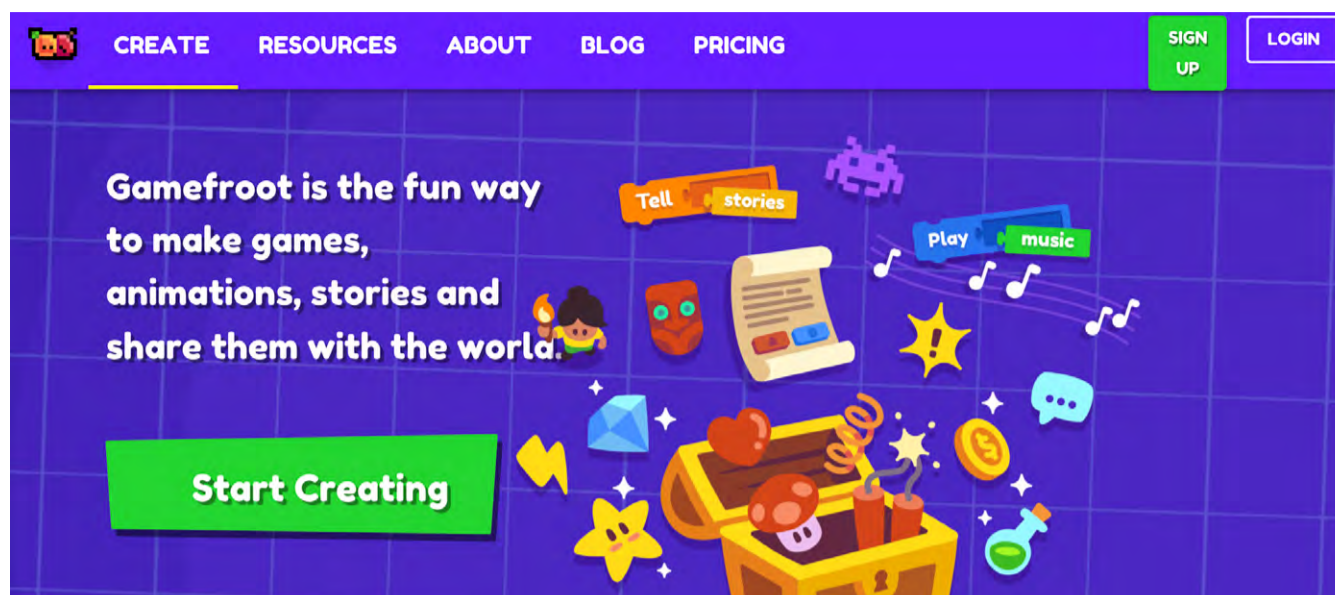 CREATE RESOURCES ABOUT BLOG PRICING SIGN UP LOGIN
Gamefroot is the fun way
to make games,
animations, stories and
share them with the world.
Start Creating
Tell stories
Play music
!